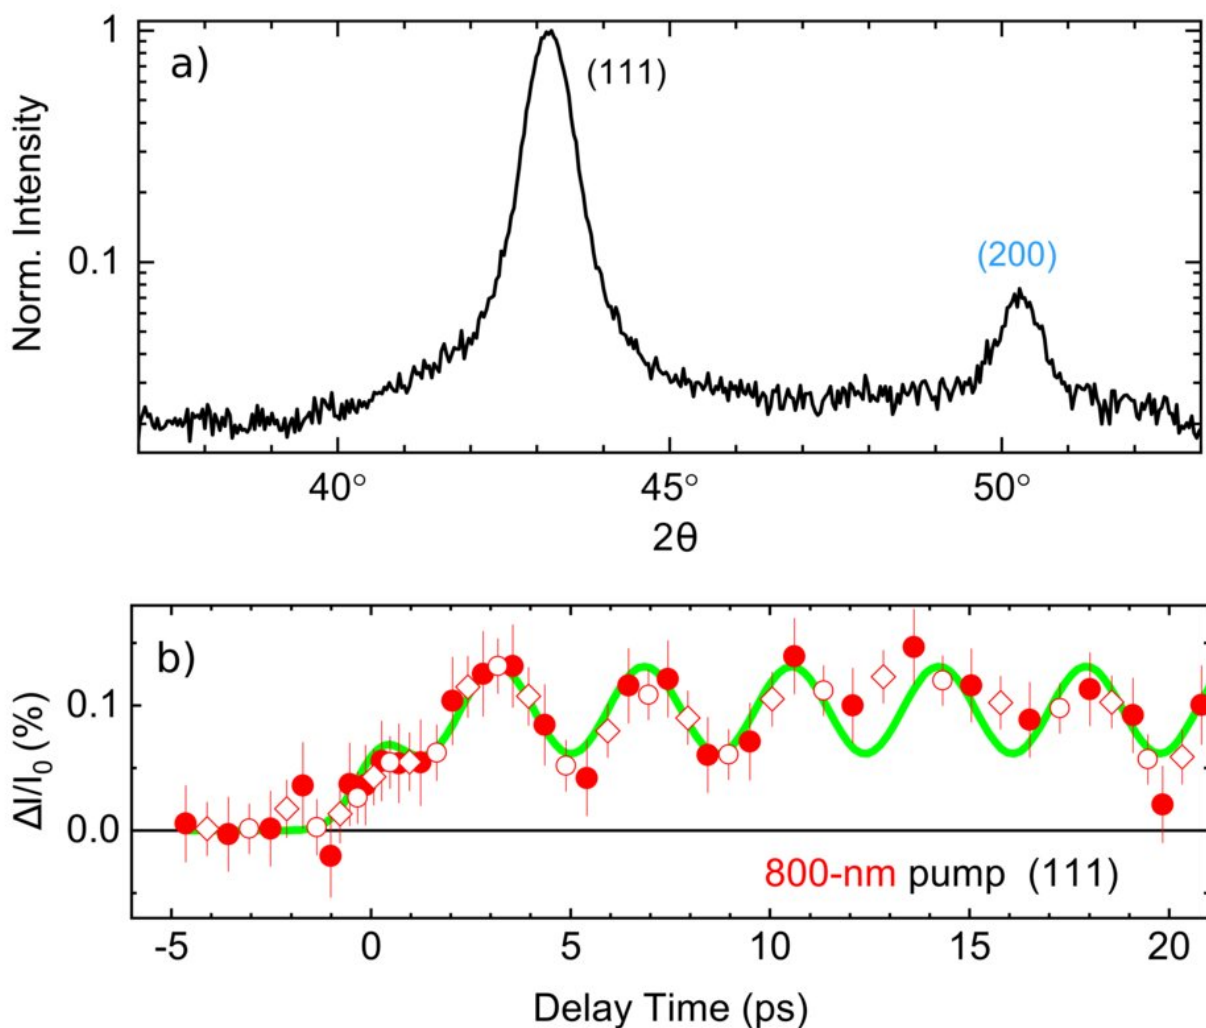 a)
(111)
(200)
Norm. Intensity
1
0.1
40°
45°
50°
2θ
b)
ΔI/I₀ (%)
0.1
0.0
800-nm pump (111)
-5
0
5
10
15
20
Delay Time (ps)